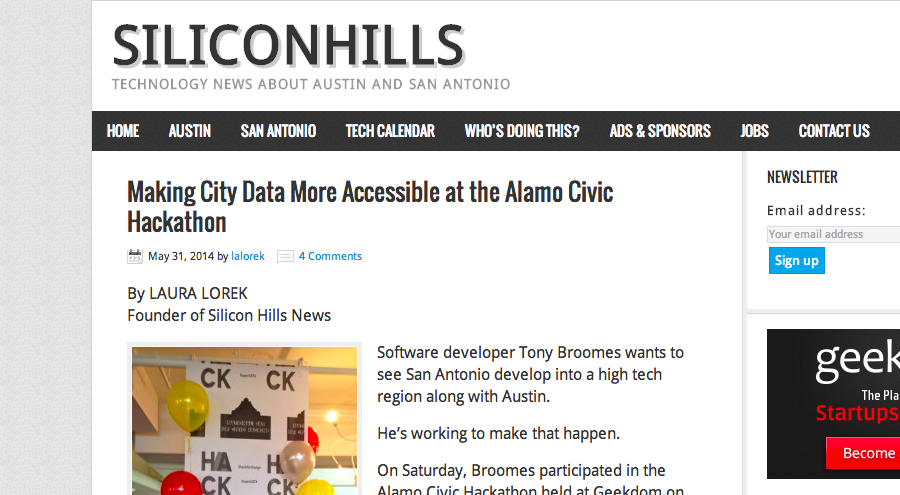 SILICONHILLS
TECHNOLOGY NEWS ABOUT AUSTIN AND SAN ANTONIO
HOME AUSTIN SAN ANTONIO TECH CALENDAR WHO'S DOING THIS? ADS & SPONSORS JOBS CONTACT US
Making City Data More Accessible at the Alamo Civic
Hackathon
May 31, 2014 by lalorek 4 Comments
By LAURA LOREK
Founder of Silicon Hills News
CK CK
HA
CK
Software developer Tony Broomes wants to
see San Antonio develop into a high tech
region along with Austin.
He's working to make that happen.
On Saturday, Broomes participated in the
Alamo Civic Hackathon held at Geekdom on
NEWSLETTER
Email address:
Your email address
Sign up
geek
The Pla
Startups
Become